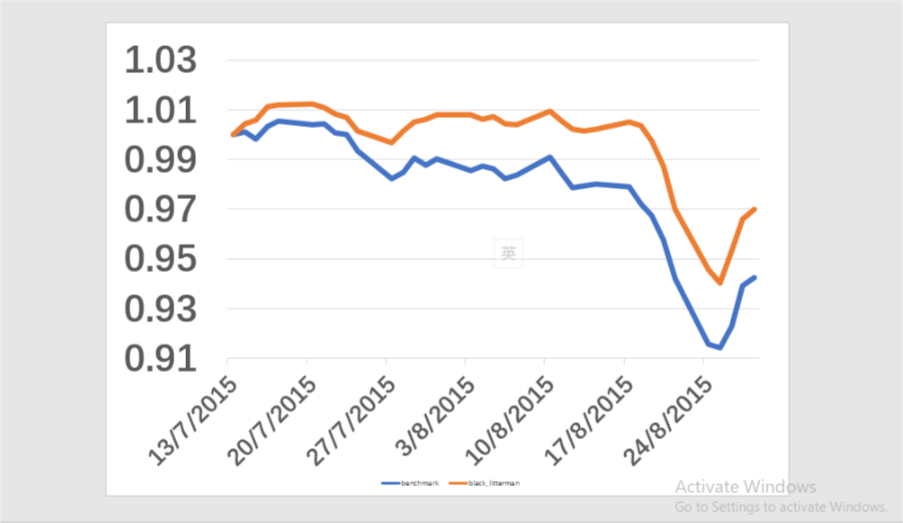 1.03
1.01
0.99
0.97
0.95
0.93
0.91
英
13/7/2015
20/7/2015
27/7/2015
3/8/2015
10/8/2015
17/8/2015
24/8/2015
benchmark
black_litterman
Activate Windows
Go to Settings to activate Windows.